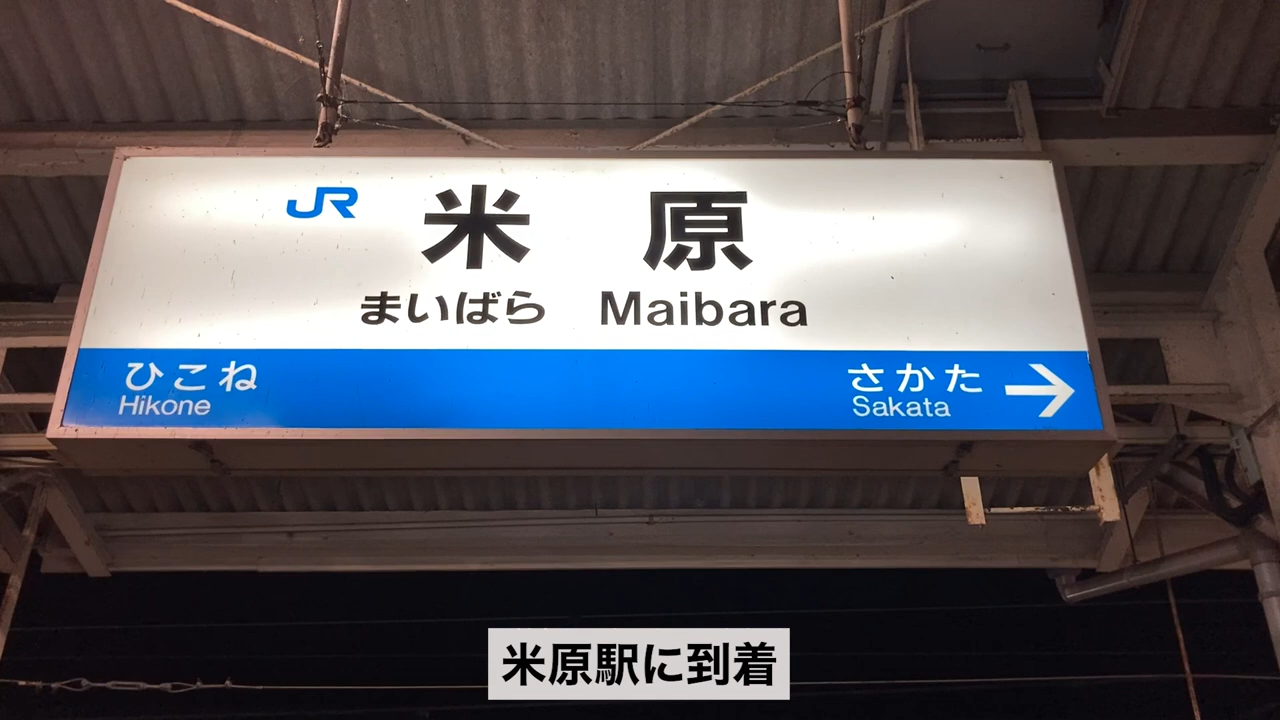 JR 米原
まいばら Maibara
ひこね さかた →
Hikone Sakata
米原駅に到着